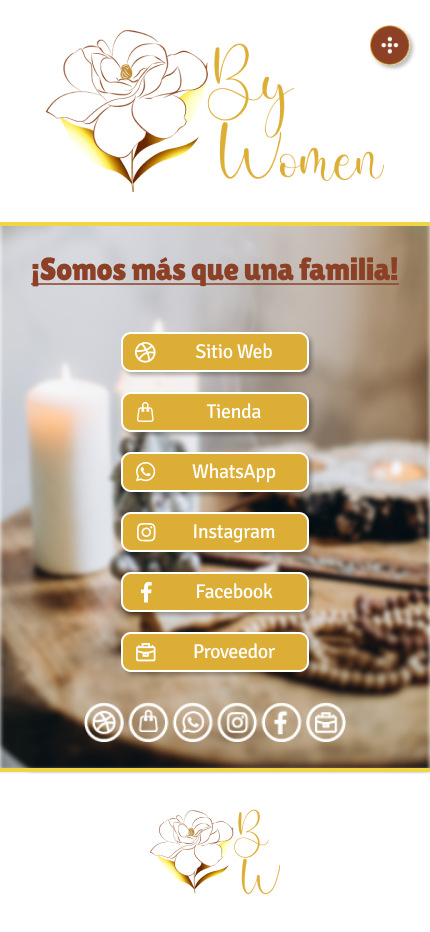 By
Women
¡Somos más que una familia!
Sitio Web
Tienda
WhatsApp
Instagram
Facebook
Proveedor
B
W